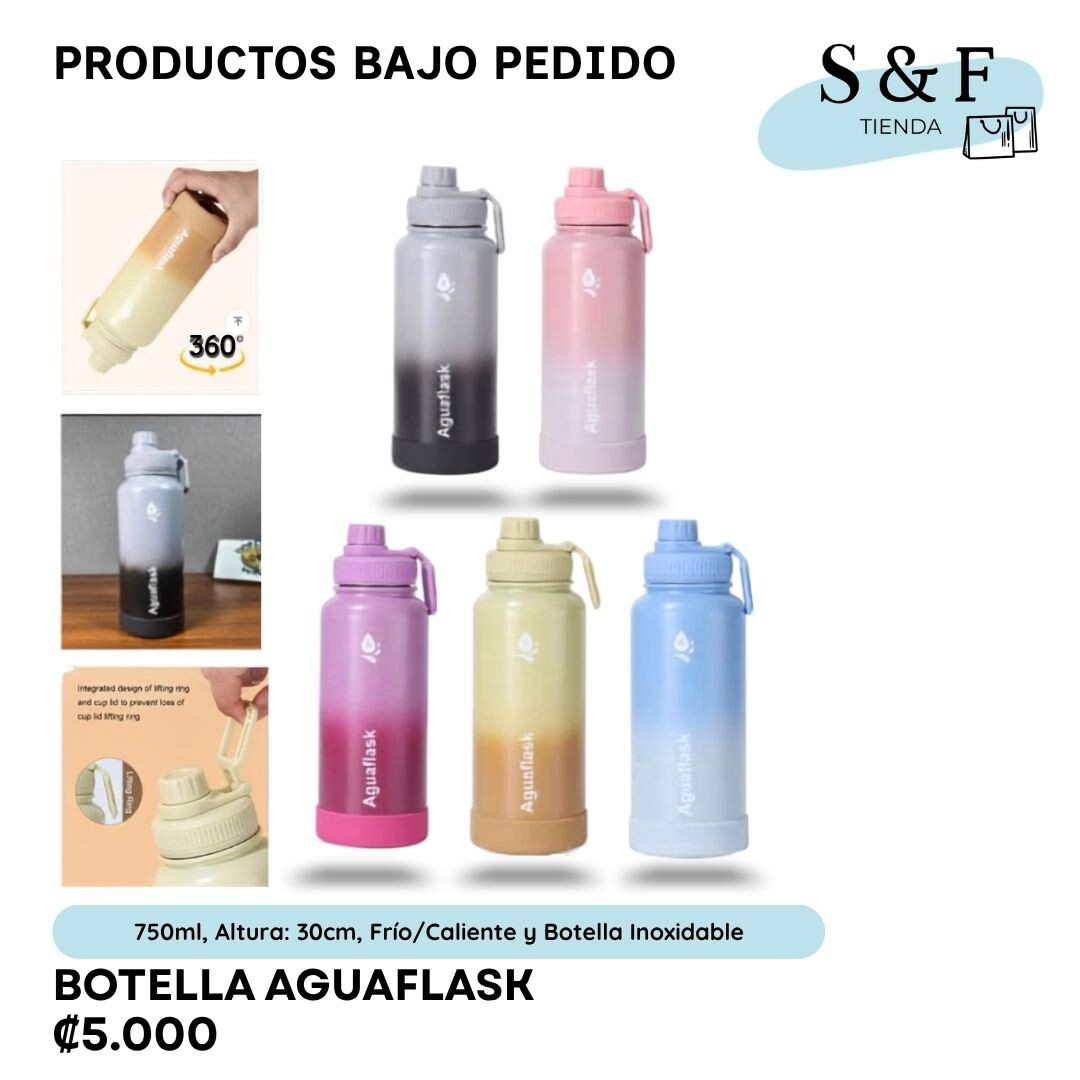 PRODUCTOS BAJO PEDIDO
S & F
TIENDA
Aguaflask
360°
Aguaflask
Aguaflask
Aguaflask
Integrated design of lifting ring
and cup lid to prevent loss of
cup lid lifting ring
Lifting Ring
Aguaflask
Aguaflask
Aguaflask
750ml, Altura: 30cm, Frío/Caliente y Botella Inoxidable
BOTELLA AGUAFLASK
₡5.000